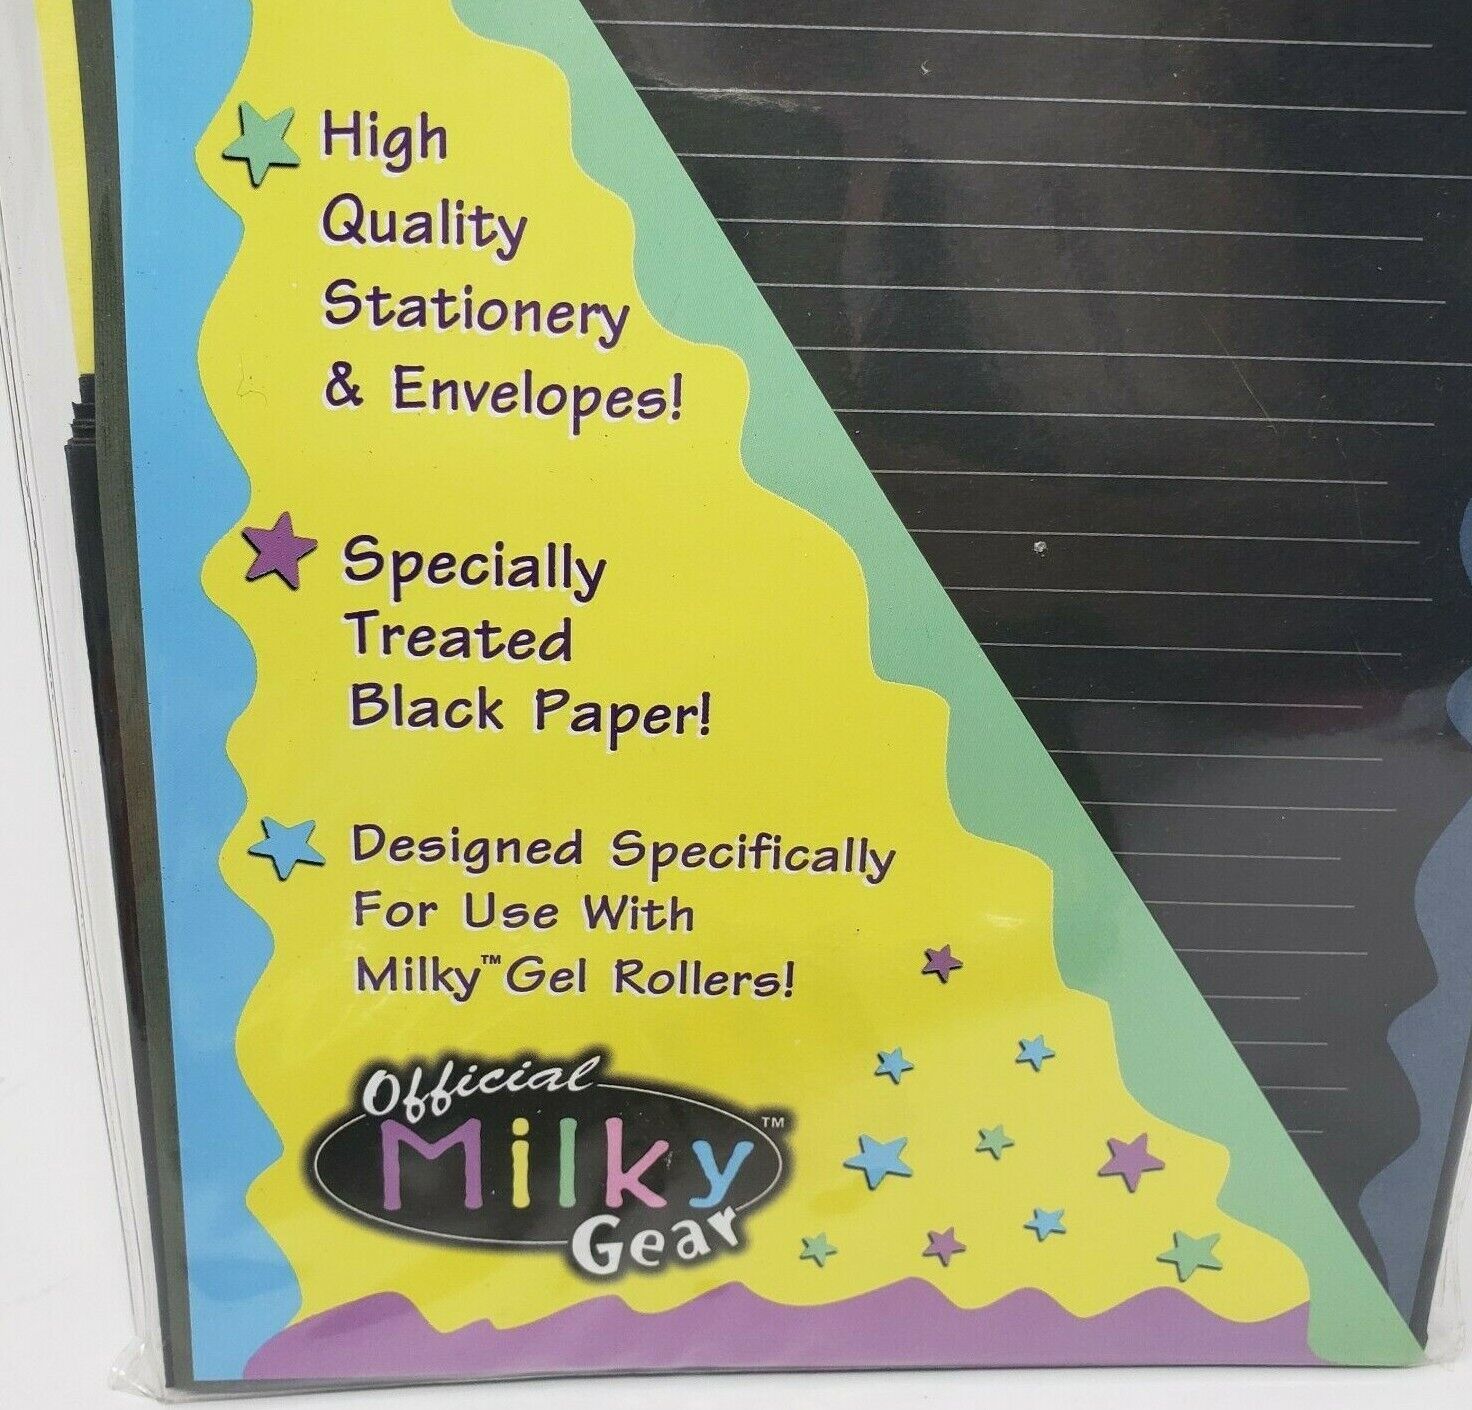 High
Quality
Stationery
& Envelopes!
Specially
Treated
Black Paper!
Designed Specifically
For Use With
Milky™ Gel Rollers!
Official
Milky™
Gear